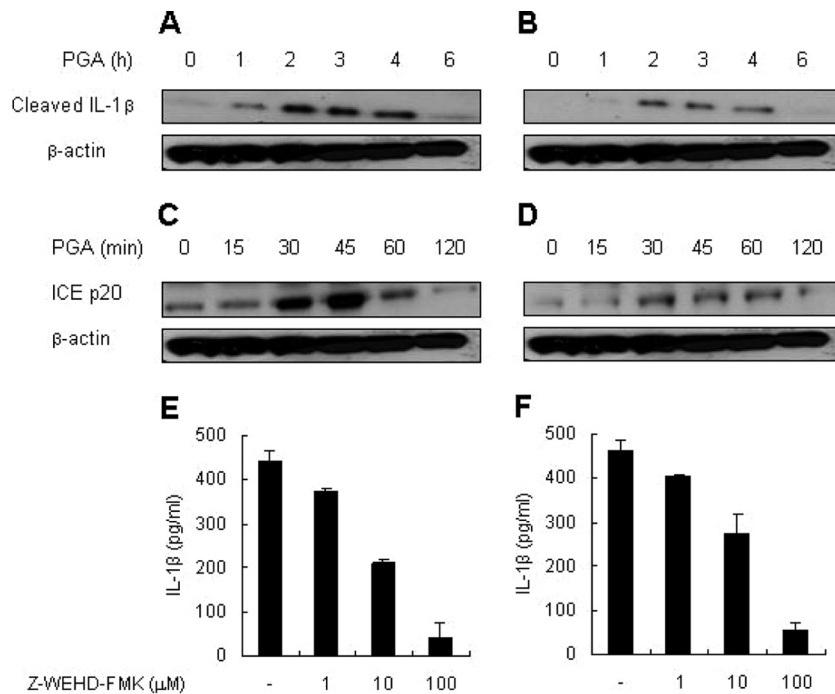 A B
PGA (h) 0 1 2 3 4 6 0 1 2 3 4 6
Cleaved IL-1β
β-actin
C D
PGA (min) 0 15 30 45 60 120 0 15 30 45 60 120
ICE p20
β-actin
E F
500 500
400 400
300 300
200 200
100 100
0 0
IL-1β (pg/ml) IL-1β (pg/ml)
Z-WEHD-FMK (μM) - 1 10 100 - 1 10 100